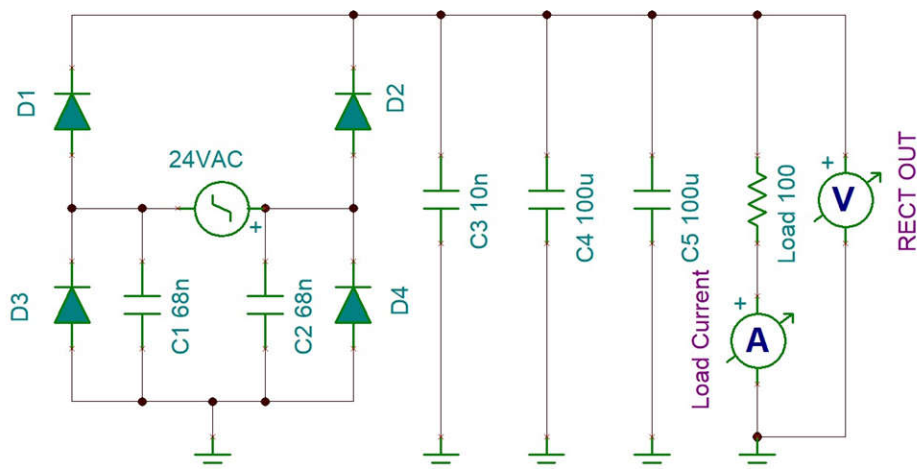 D1
D2
24VAC
+
D3
C1 68n
C2 68n
D4
C3 10n
C4 100u
C5 100u
Load 100
+
V
RECT OUT
Load Current
+
A